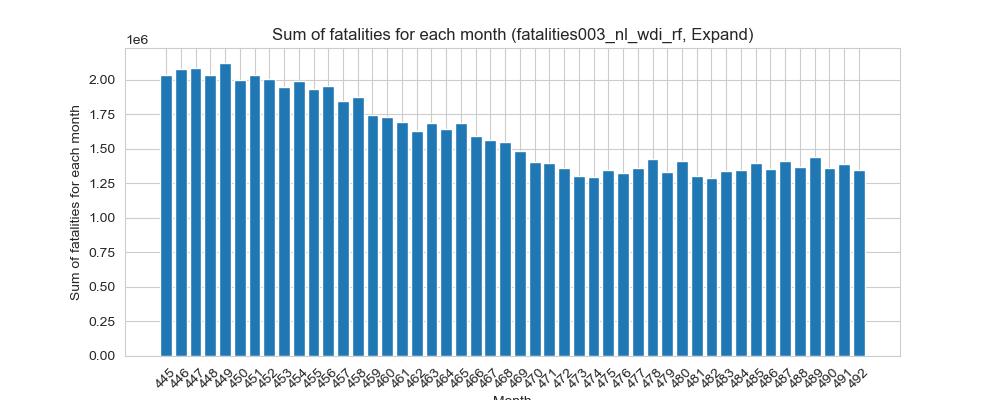 Sum of fatalities for each month (fatalities003_nl_wdi_rf, Expand)
1e6
2.00
1.75
1.50
1.25
1.00
0.75
0.50
0.25
0.00
Sum of fatalities for each month
445 446 447 448 449 450 451 452 453 454 455 456 457 458 459 460 461 462 463 464 465 466 467 468 469 470 471 472 473 474 475 476 477 478 479 480 481 482 483 484 485 486 487 488 489 490 491 492
Month